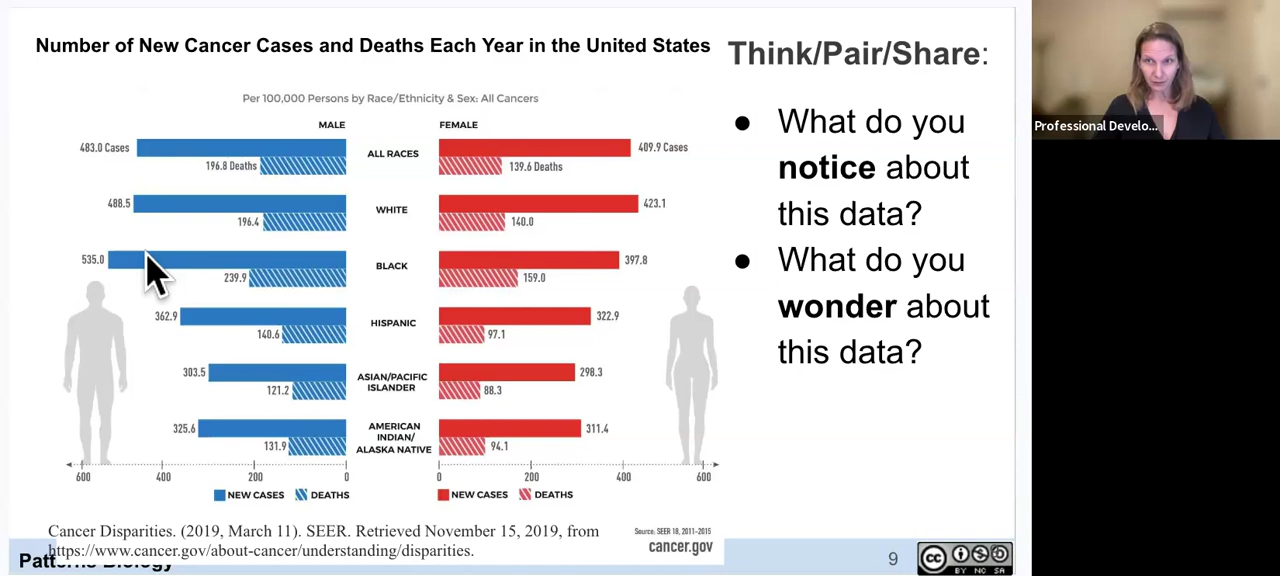 Number of New Cancer Cases and Deaths Each Year in the United States
Per 100,000 Persons by Race/Ethnicity & Sex: All Cancers
MALE
FEMALE
483.0 Cases
196.8 Deaths
ALL RACES
409.9 Cases
139.6 Deaths
488.5
196.4
WHITE
423.1
140.0
535.0
239.9
BLACK
397.8
159.0
362.9
140.6
HISPANIC
322.9
97.1
303.5
121.2
ASIAN/PACIFIC
ISLANDER
298.3
88.3
325.6
131.9
AMERICAN
INDIAN/
ALASKA NATIVE
311.4
94.1
600 400 200 0
0 200 400 600
NEW CASES DEATHS
NEW CASES DEATHS
Cancer Disparities. (2019, March 11). SEER. Retrieved November 15, 2019, from
https://www.cancer.gov/about-cancer/understanding/disparities.
Source: SEER 18, 2011-2015
cancer.gov
Think/Pair/Share:
● What do you
notice about
this data?
● What do you
wonder about
this data?
Patterns Biology
9
cc
BY NC SA
Professional Develo...